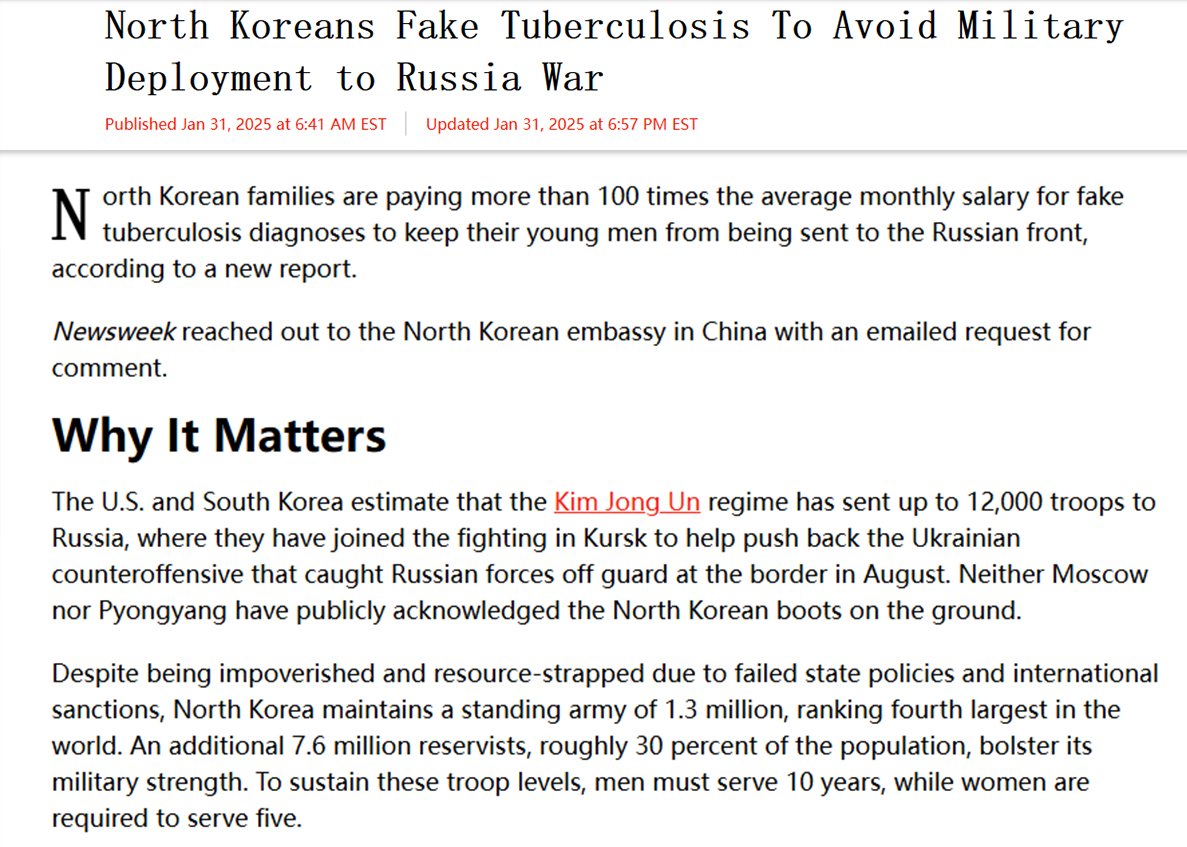 North Koreans Fake Tuberculosis To Avoid Military
Deployment to Russia War
Published Jan 31, 2025 at 6:41 AM EST | Updated Jan 31, 2025 at 6:57 PM EST
North Korean families are paying more than 100 times the average monthly salary for fake
tuberculosis diagnoses to keep their young men from being sent to the Russian front,
according to a new report.
Newsweek reached out to the North Korean embassy in China with an emailed request for
comment.
Why It Matters
The U.S. and South Korea estimate that the Kim Jong Un regime has sent up to 12,000 troops to
Russia, where they have joined the fighting in Kursk to help push back the Ukrainian
counteroffensive that caught Russian forces off guard at the border in August. Neither Moscow
nor Pyongyang have publicly acknowledged the North Korean boots on the ground.
Despite being impoverished and resource-strapped due to failed state policies and international
sanctions, North Korea maintains a standing army of 1.3 million, ranking fourth largest in the
world. An additional 7.6 million reservists, roughly 30 percent of the population, bolster its
military strength. To sustain these troop levels, men must serve 10 years, while women are
required to serve five.